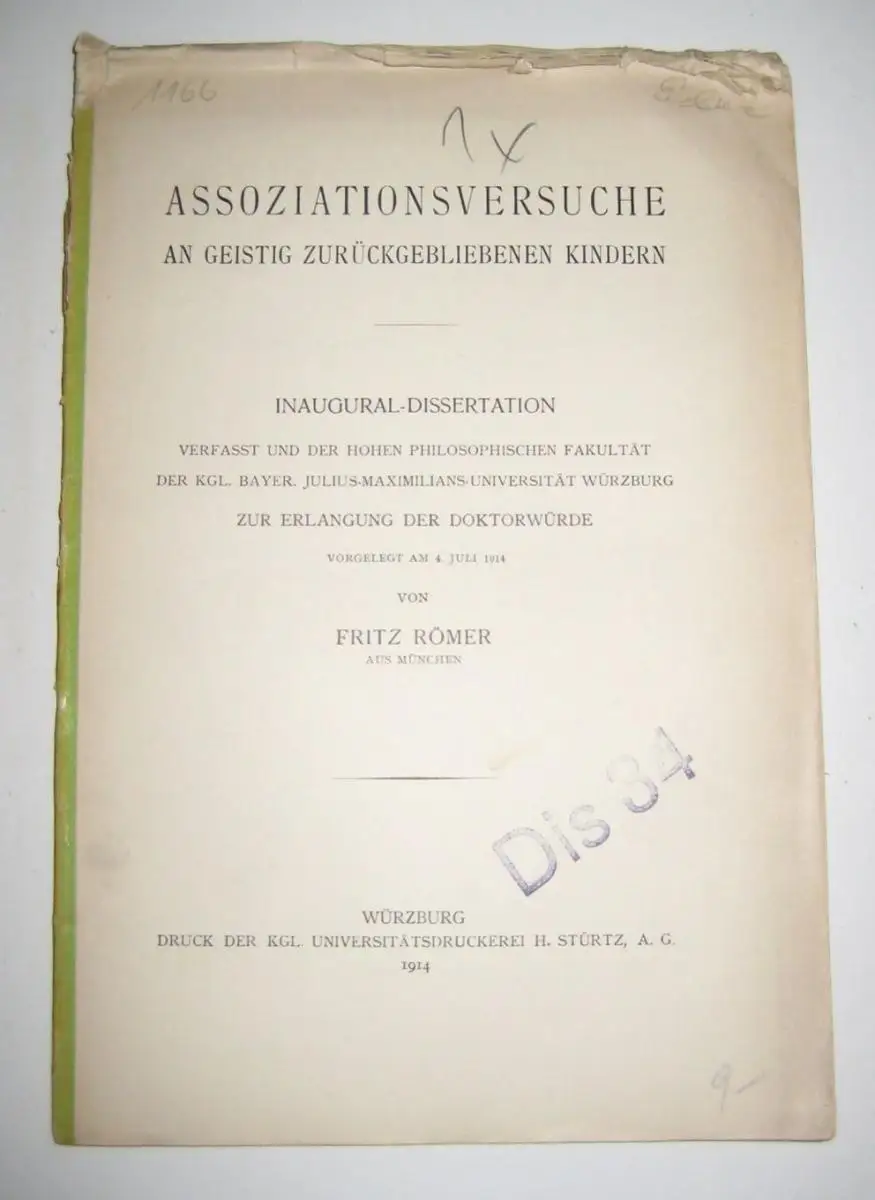 1166
1 x
ASSOZIATIONSVERSUCHE
AN GEISTIG ZURÜCKGEBLIEBENEN KINDERN
INAUGURAL-DISSERTATION
VERFASST UND DER HOHEN PHILOSOPHISCHEN FAKULTÄT
DER KGL. BAYER. JULIUS-MAXIMILIANS-UNIVERSITÄT WÜRZBURG
ZUR ERLANGUNG DER DOKTORWÜRDE
VORGELEGT AM 4. JULI 1914
VON
FRITZ RÖMER
AUS MÜNCHEN
Dis 34
WÜRZBURG
DRUCK DER KGL. UNIVERSITÄTSDRUCKEREI H. STÜRTZ, A. G.
1914
9.–